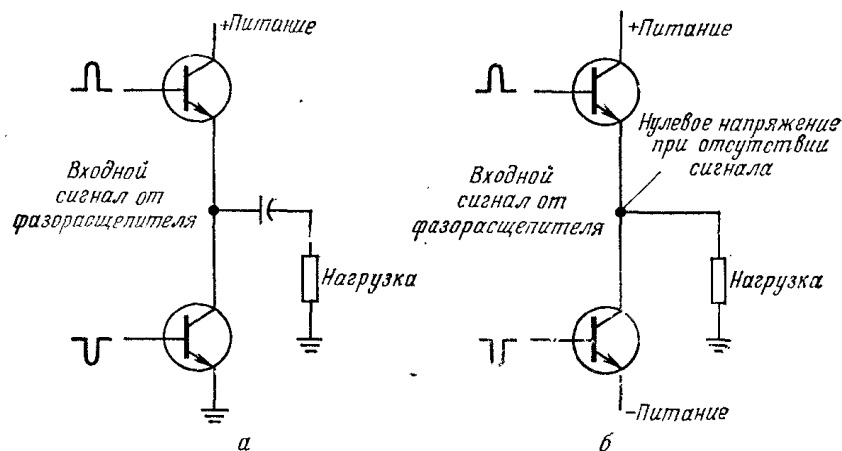 +Питание
Входной
сигнал от
фазорасщепителя
Нагрузка
а
+Питание
Нулевое напряжение
при отсутствии
сигнала
Входной
сигнал от
фазорасщепителя
Нагрузка
−Питание
б